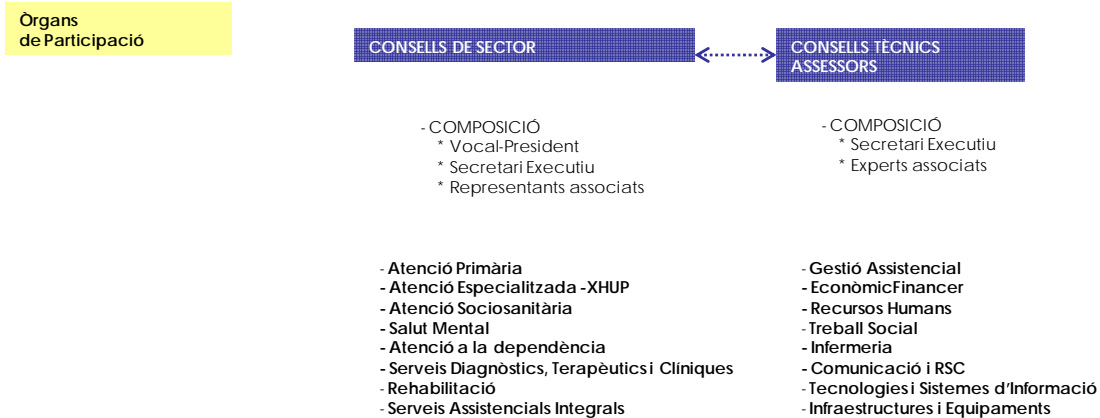 Òrgans
de Participació
CONSELLS DE SECTOR
- COMPOSICIÓ
* Vocal-President
* Secretari Executiu
* Representants associats
- Atenció Primària
- Atenció Especialitzada -XHUP
- Atenció Sociosanitària
- Salut Mental
- Atenció a la dependència
- Serveis Diagnòstics, Terapèutics i Clíniques
- Rehabilitació
- Serveis Assistencials Integrals
CONSELLS TÈCNICS
ASSESSORS
- COMPOSICIÓ
* Secretari Executiu
* Experts associats
- Gestió Assistencial
- EconòmicFinancer
- Recursos Humans
- Treball Social
- Infermeria
- Comunicació i RSC
- Tecnologies i Sistemes d'Informació
- Infraestructures i Equipaments